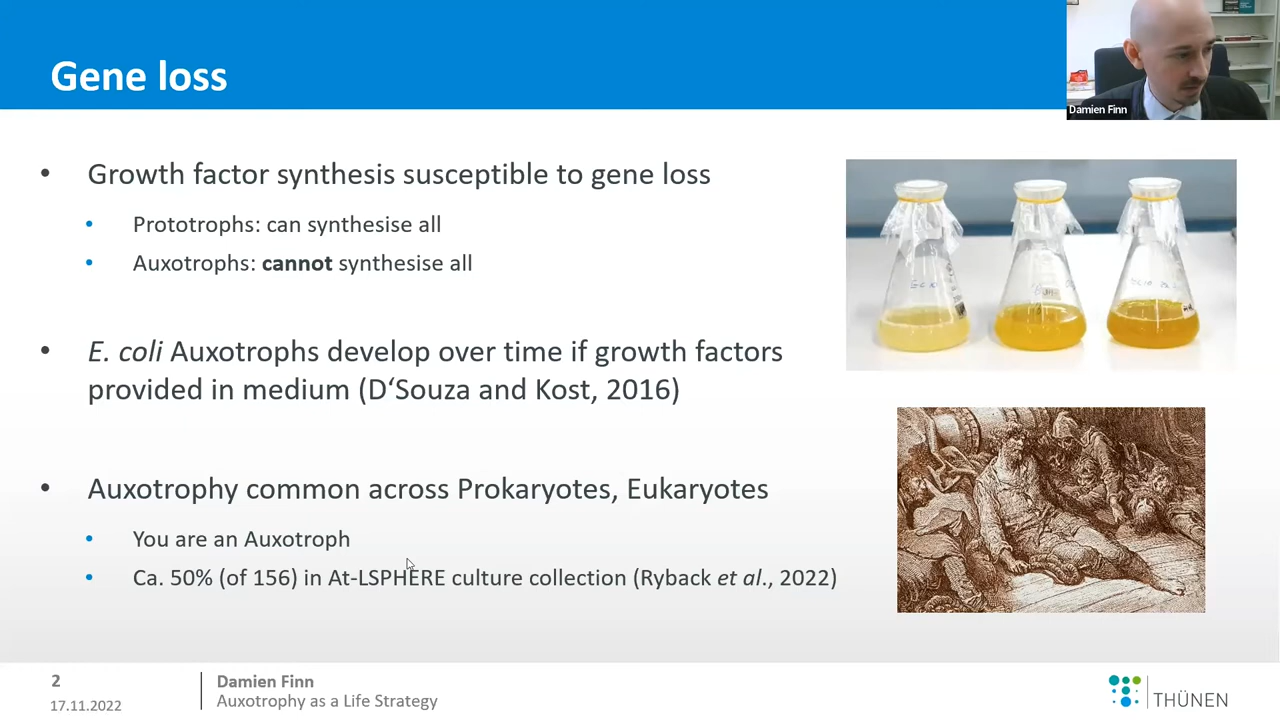 Gene loss
Damien Finn
• Growth factor synthesis susceptible to gene loss
• Prototrophs: can synthesise all
• Auxotrophs: cannot synthesise all
• E. coli Auxotrophs develop over time if growth factors
provided in medium (D‘Souza and Kost, 2016)
• Auxotrophy common across Prokaryotes, Eukaryotes
• You are an Auxotroph
• Ca. 50% (of 156) in At-LSPHERE culture collection (Ryback et al., 2022)
2
17.11.2022
Damien Finn
Auxotrophy as a Life Strategy
THÜNEN